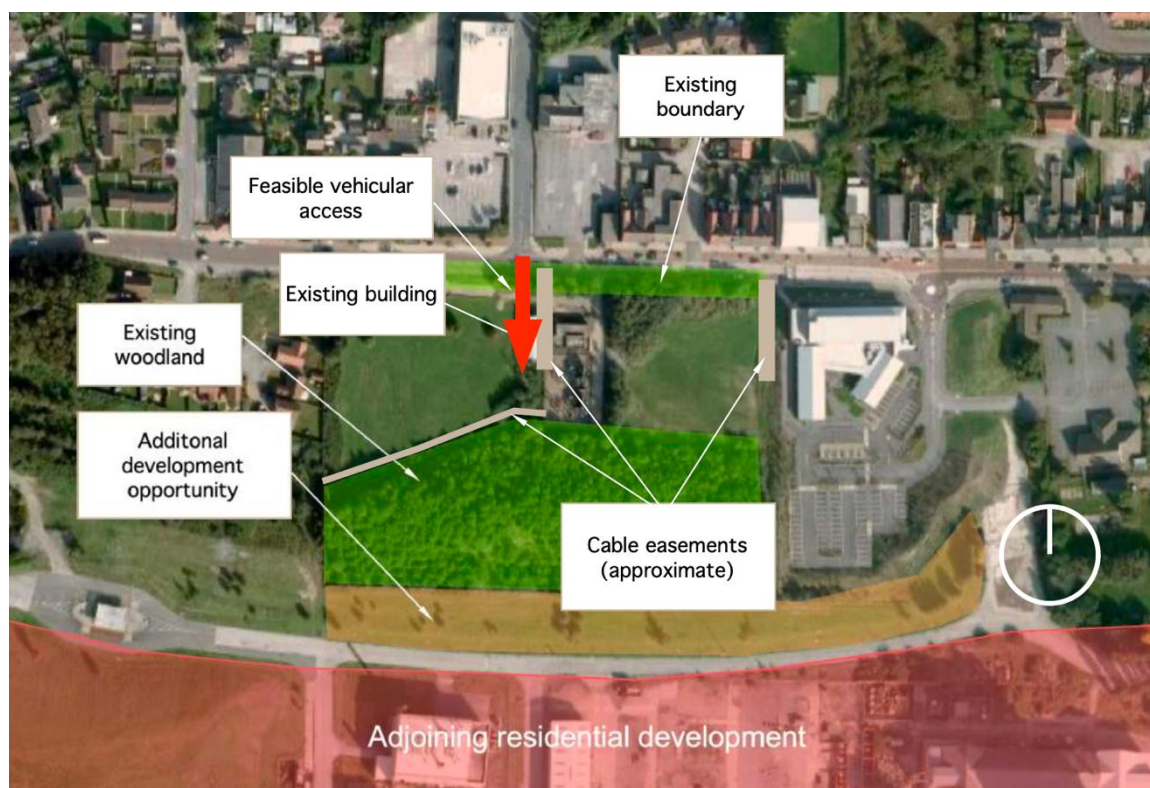 Existing
boundary
Feasible vehicular
access
Existing building
Existing
woodland
Additonal
development
opportunity
Cable easements
(approximate)
Adjoining residential development